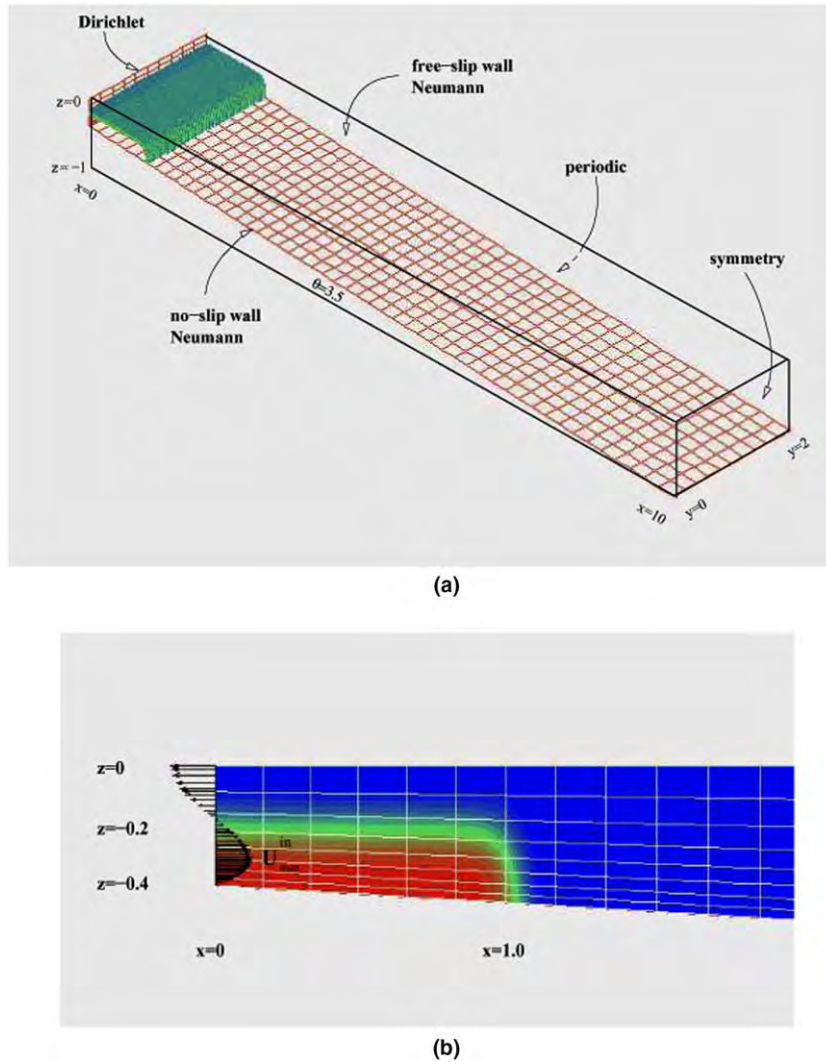 Dirichlet
free-slip wall
Neumann
z=0
periodic
z=-1
x=0
symmetry
θ=3.5
no-slip wall
Neumann
y=2
x=10
y=0
(a)
z=0
z=-0.2
in
U
z=-0.4
x=0
x=1.0
(b)